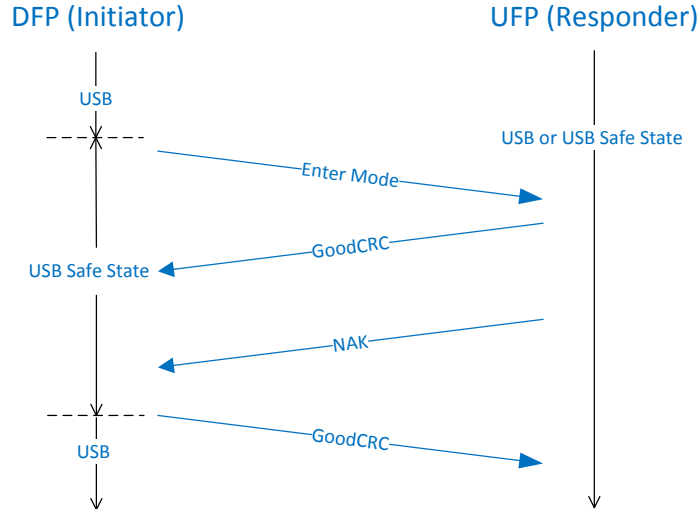 DFP (Initiator)
UFP (Responder)
USB
USB or USB Safe State
Enter Mode
GoodCRC
USB Safe State
NAK
GoodCRC
USB